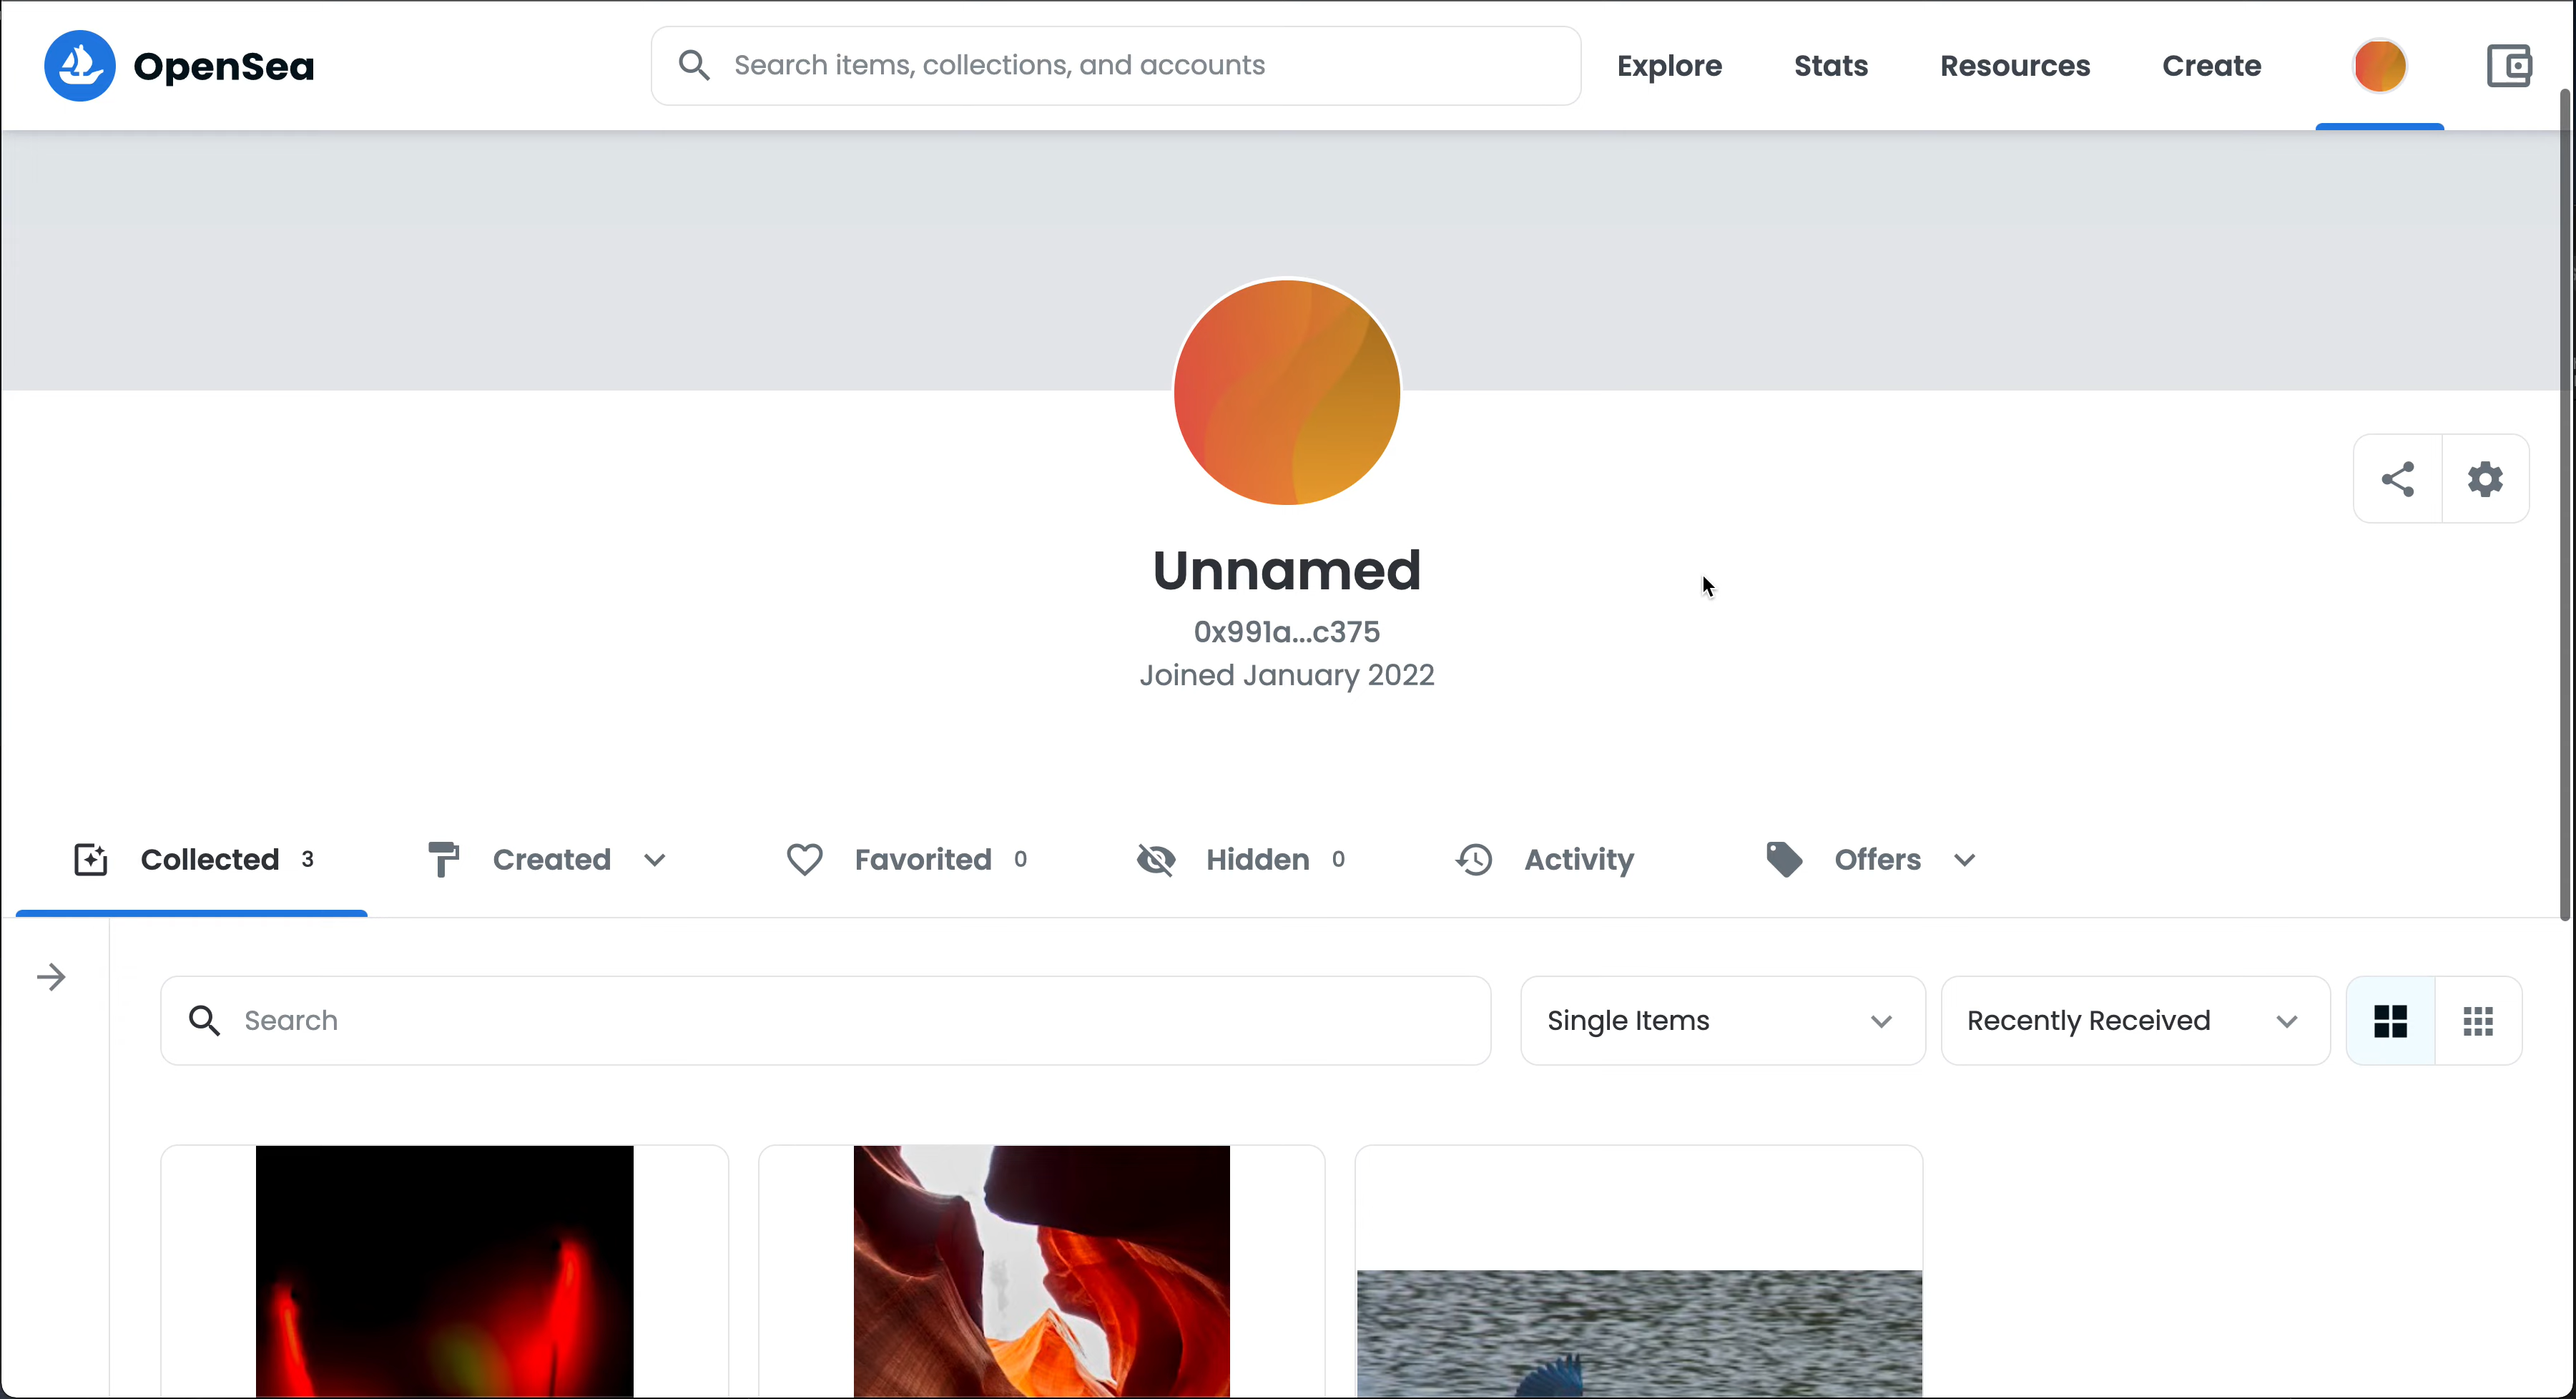 OpenSea
Search items, collections, and accounts
Explore
Stats
Resources
Create
Unnamed
0x991a...c375
Joined January 2022
Collected 3
Created
Favorited 0
Hidden 0
Activity
Offers
Search
Single Items
Recently Received